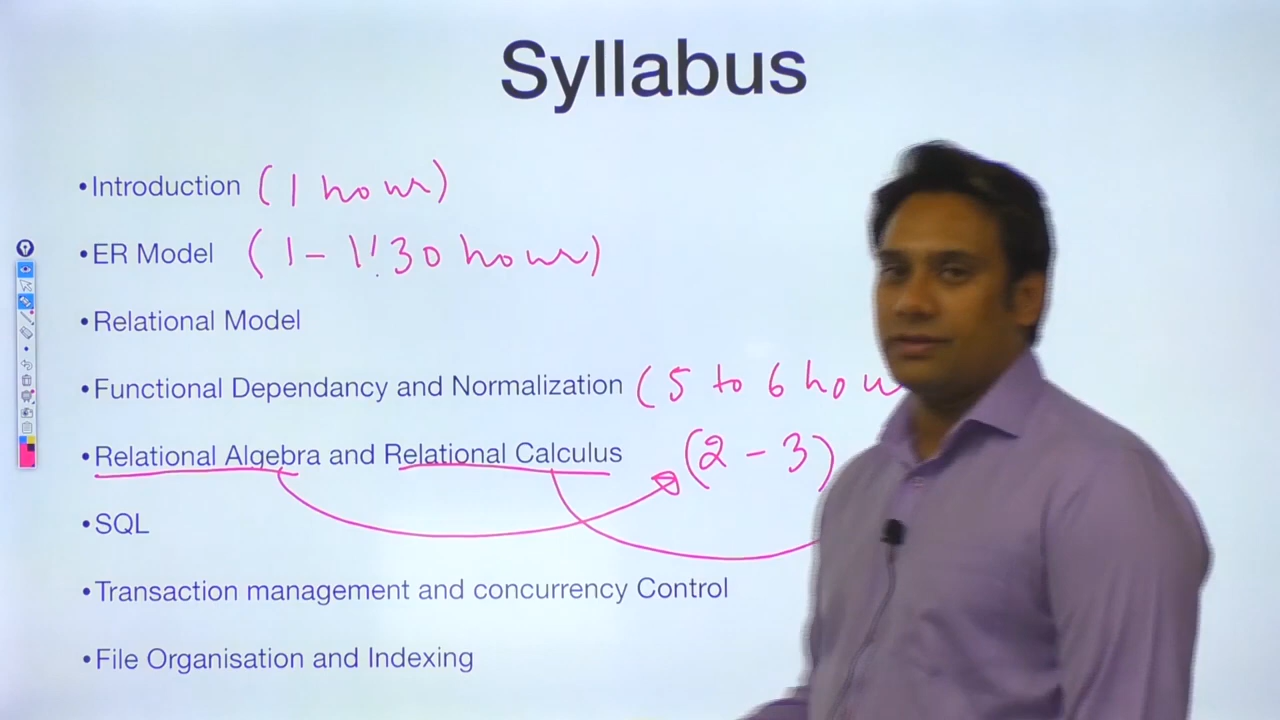 Syllabus
•Introduction (1 hour)
•ER Model (1 - 1:30 hour)
•Relational Model
•Functional Dependancy and Normalization (5 to 6 hou
•Relational Algebra and Relational Calculus (2 - 3)
•SQL
•Transaction management and concurrency Control
•File Organisation and Indexing